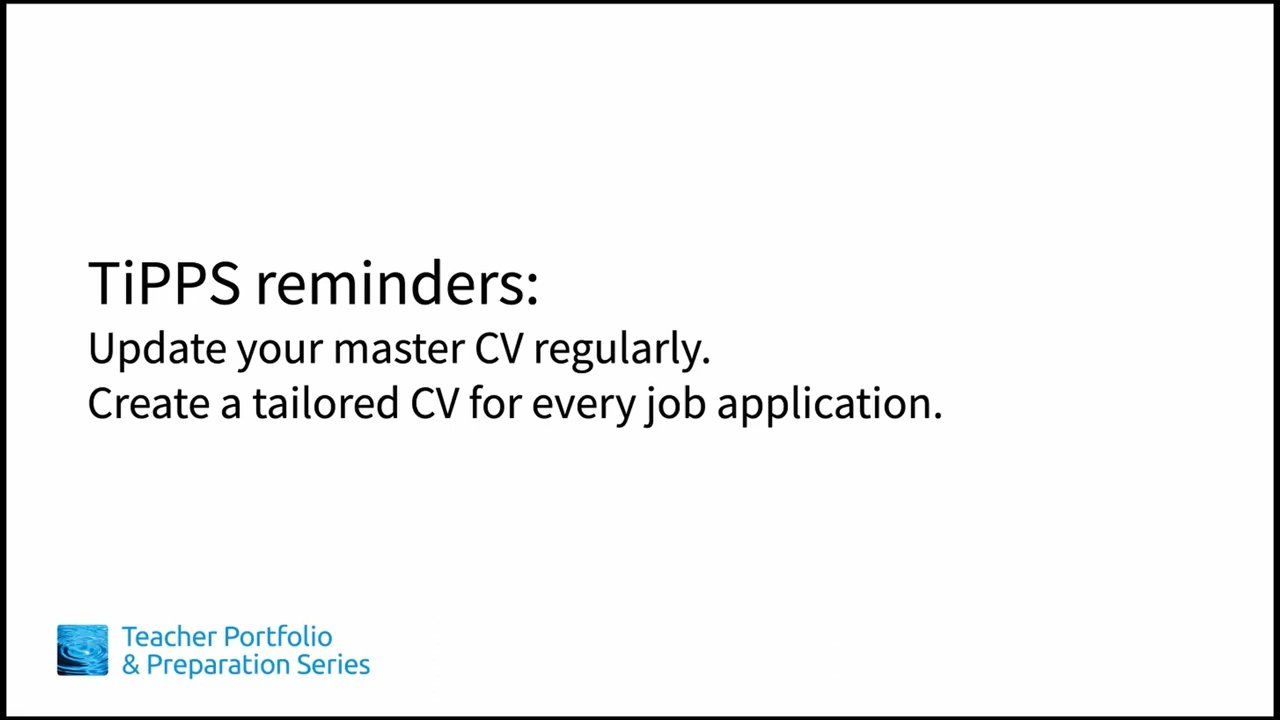 TiPPS reminders:
Update your master CV regularly.
Create a tailored CV for every job application.
Teacher Portfolio
& Preparation Series